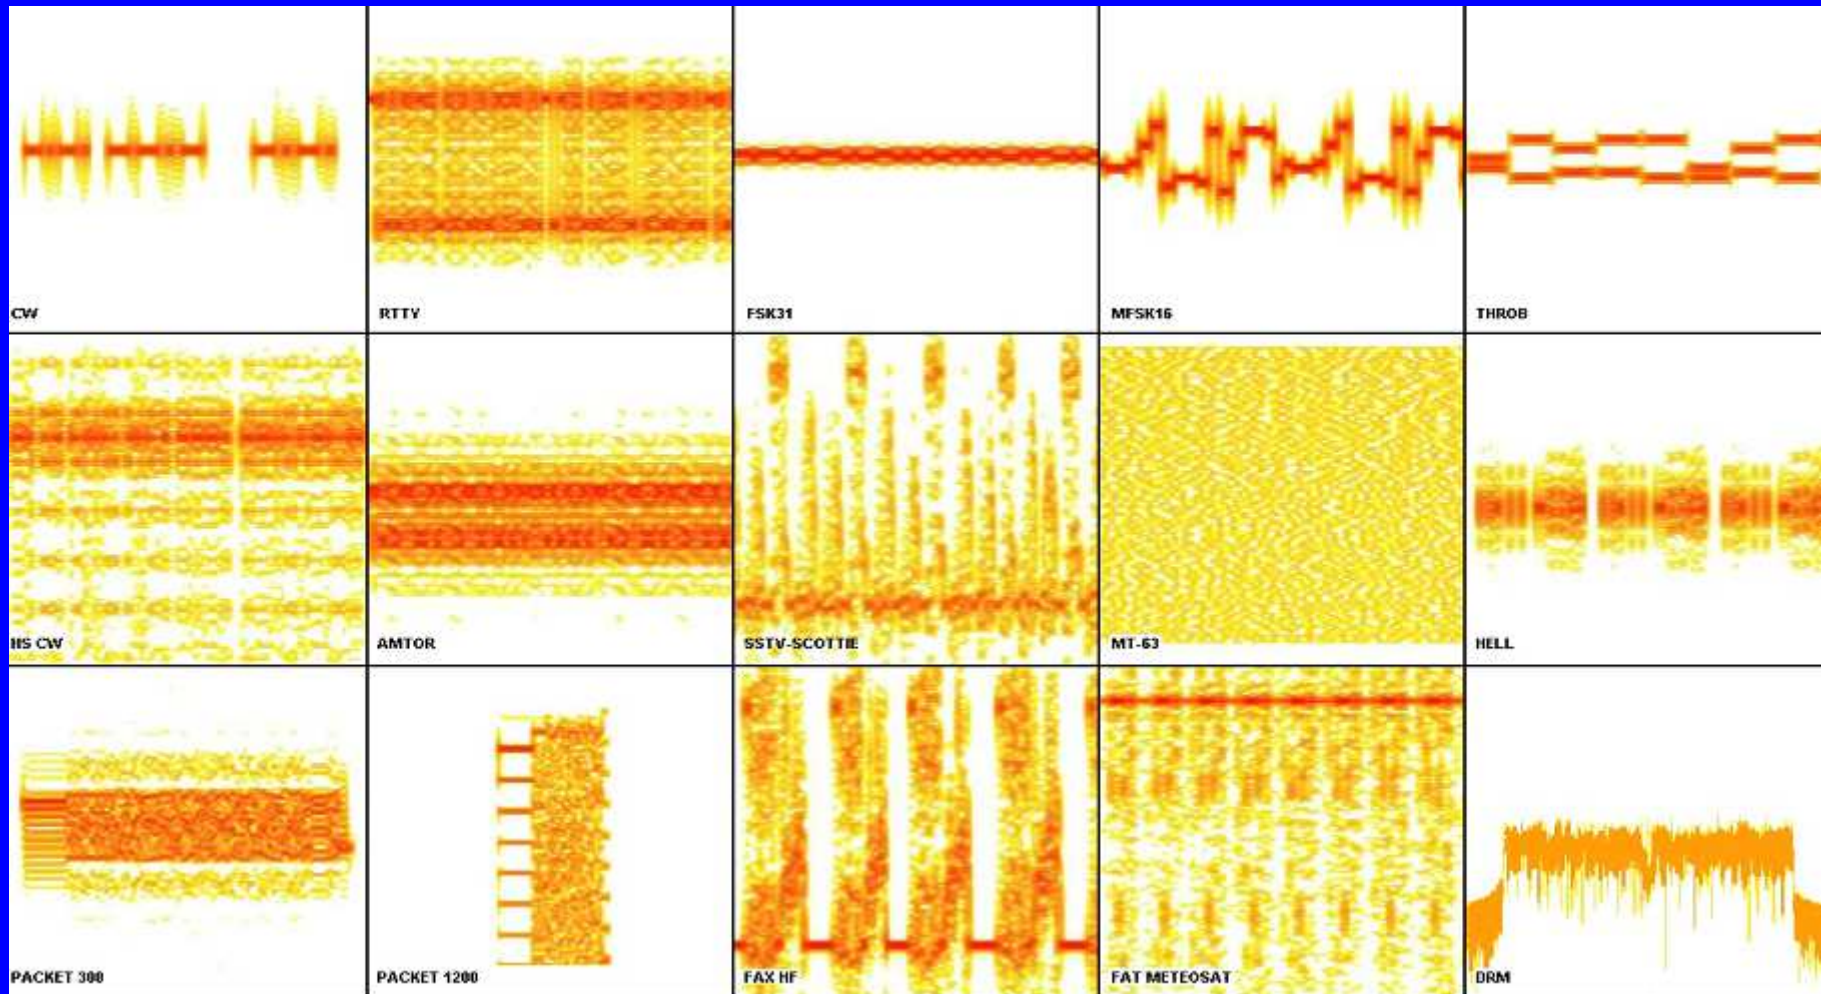 CW
RTTY
FSK31
MFSK16
THROB
HS CW
AMTOR
SSTV-SCOTTIE
MT-63
HELL
PACKET 300
PACKET 1200
FAX HF
FAT METEOSAT
DRM